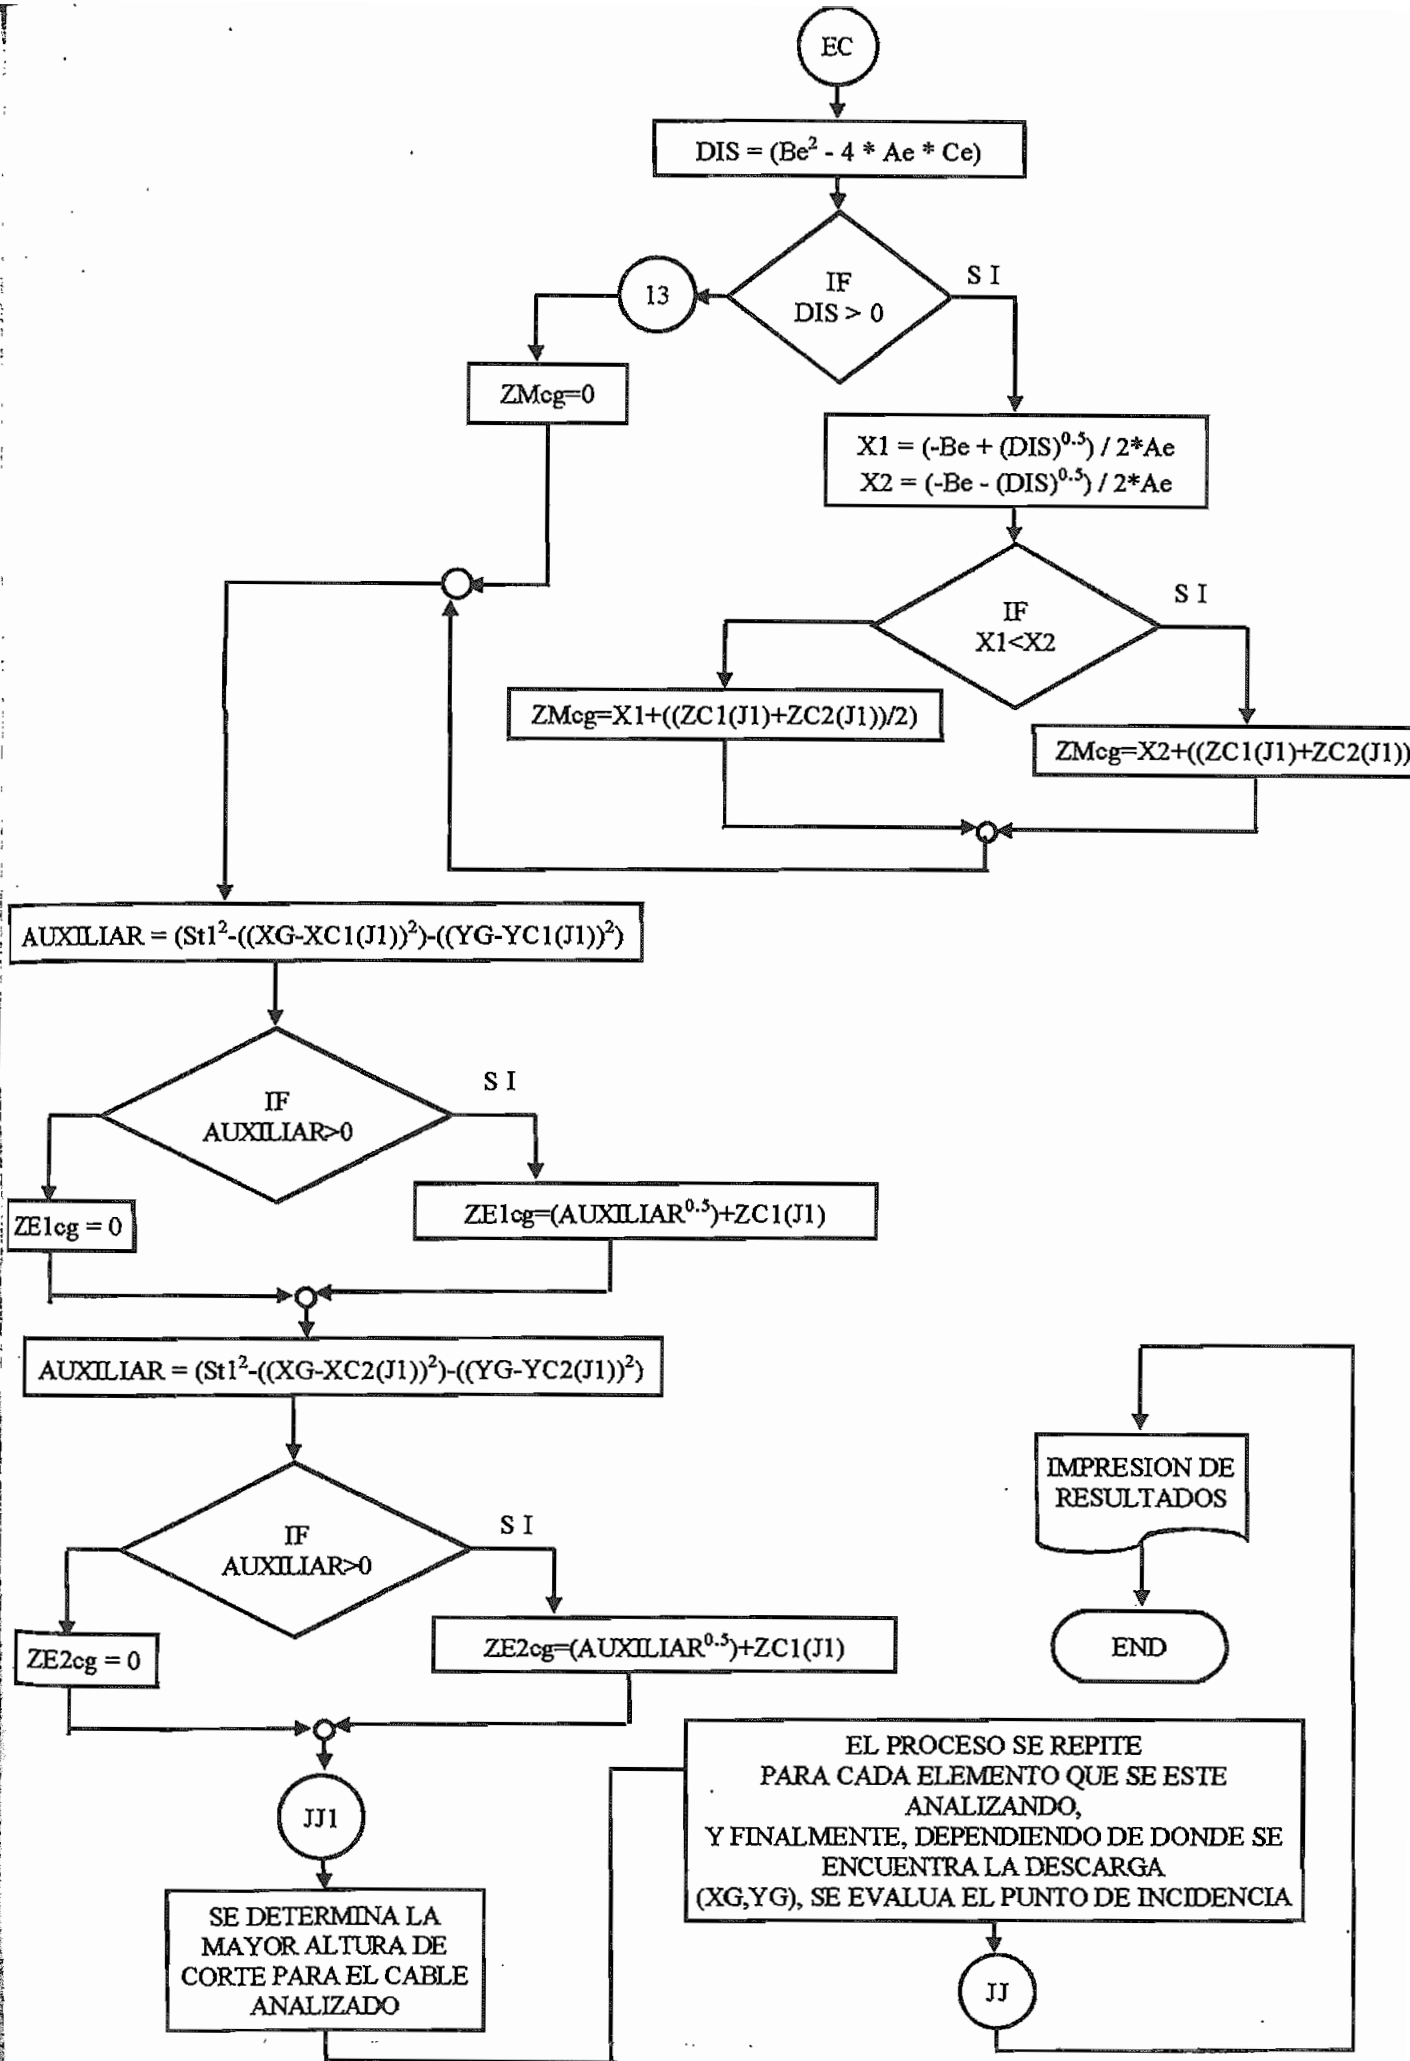 EC
DIS = (Be² - 4 * Ae * Ce)
IF
DIS > 0
S I
13
ZMcg=0
X1 = (-Be + (DIS)^0.5) / 2*Ae
X2 = (-Be - (DIS)^0.5) / 2*Ae
IF
X1<X2
S I
ZMcg=X1+((ZC1(J1)+ZC2(J1))/2)
ZMcg=X2+((ZC1(J1)+ZC2(J1))
AUXILIAR = (St1²-((XG-XC1(J1))²)-((YG-YC1(J1))²)
IF
AUXILIAR>0
S I
ZE1cg = 0
ZE1cg=(AUXILIAR^0.5)+ZC1(J1)
AUXILIAR = (St1²-((XG-XC2(J1))²)-((YG-YC2(J1))²)
IF
AUXILIAR>0
S I
ZE2cg = 0
ZE2cg=(AUXILIAR^0.5)+ZC1(J1)
JJ1
SE DETERMINA LA
MAYOR ALTURA DE
CORTE PARA EL CABLE
ANALIZADO
EL PROCESO SE REPITE
PARA CADA ELEMENTO QUE SE ESTE
ANALIZANDO,
Y FINALMENTE, DEPENDIENDO DE DONDE SE
ENCUENTRA LA DESCARGA
(XG,YG), SE EVALUA EL PUNTO DE INCIDENCIA
JJ
IMPRESION DE
RESULTADOS
END